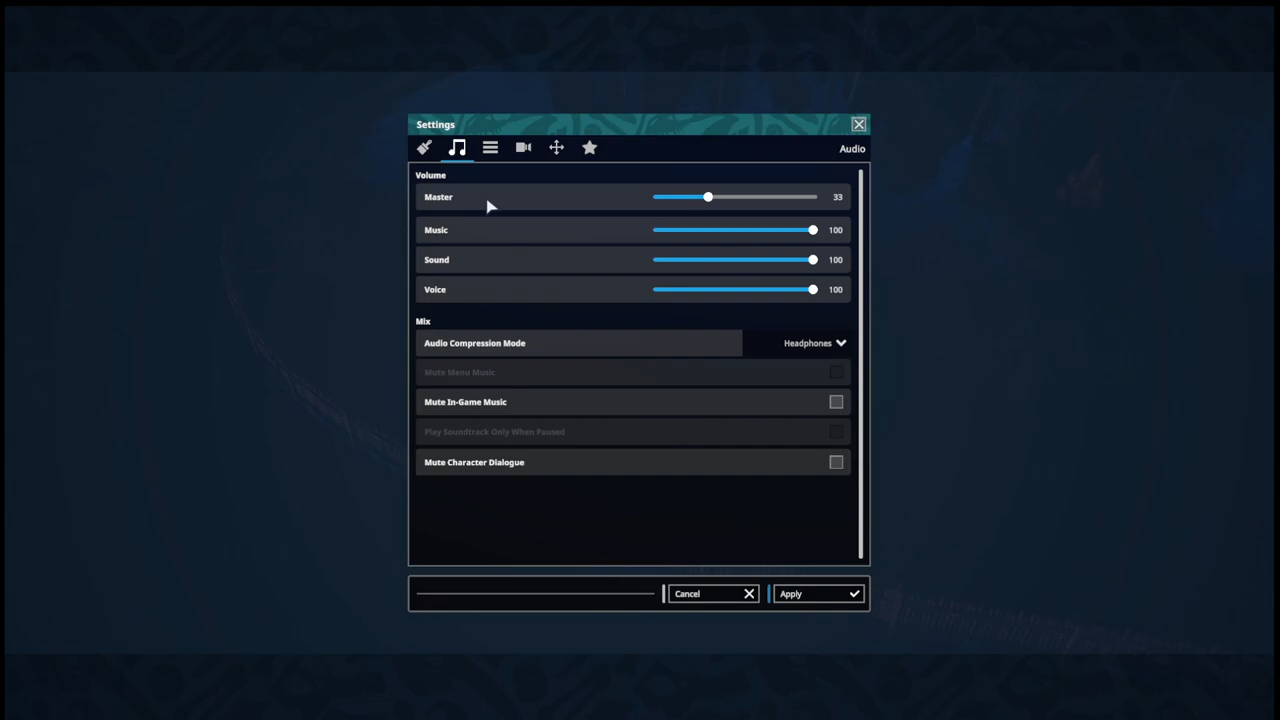 Settings
Audio
Volume
Master 33
Music 100
Sound 100
Voice 100
Mix
Audio Compression Mode Headphones
Mute Menu Music
Mute In-Game Music
Play Soundtrack Only When Paused
Mute Character Dialogue
Cancel Apply